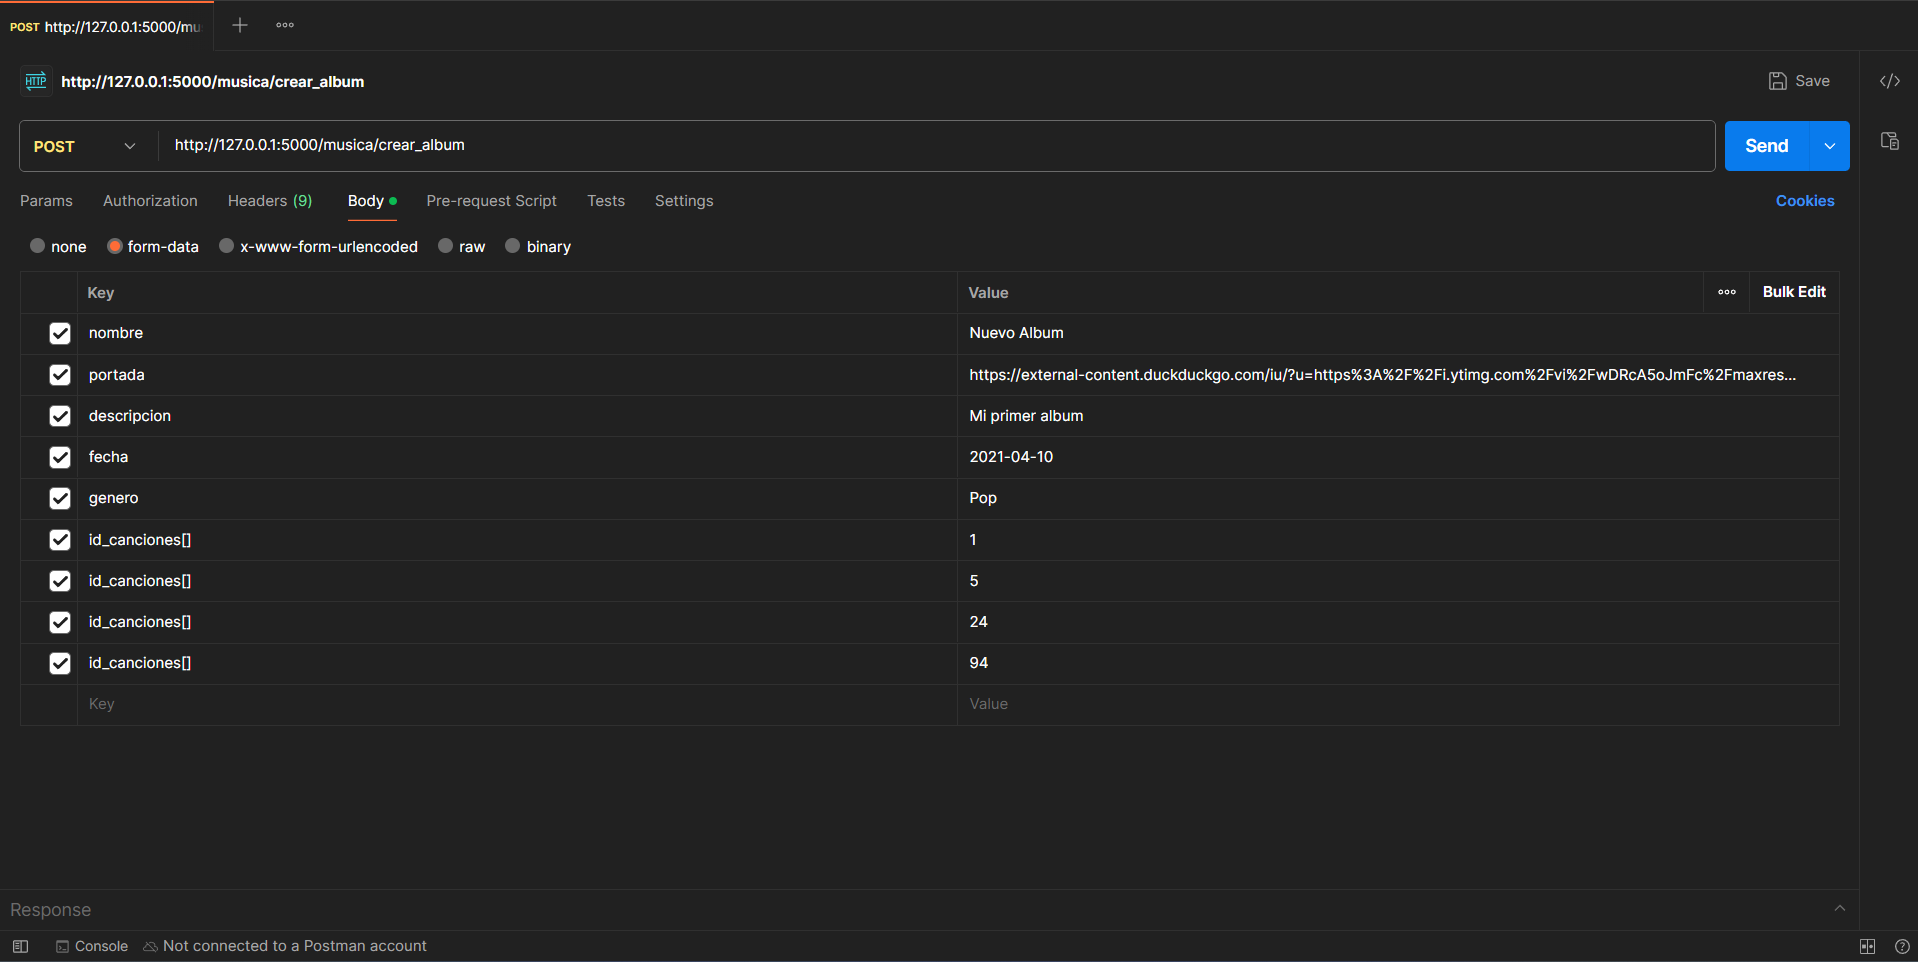 POST http://127.0.0.1:5000/mu
HTTP http://127.0.0.1:5000/musica/crear_album Save </>
POST http://127.0.0.1:5000/musica/crear_album Send
Params Authorization Headers (9) Body Pre-request Script Tests Settings Cookies
none form-data x-www-form-urlencoded raw binary
Key Value Bulk Edit
nombre Nuevo Album
portada https://external-content.duckduckgo.com/iu/?u=https%3A%2F%2Fi.ytimg.com%2Fvi%2FwDRcA5oJmFc%2Fmaxres...
descripcion Mi primer album
fecha 2021-04-10
genero Pop
id_canciones[] 1
id_canciones[] 5
id_canciones[] 24
id_canciones[] 94
Key Value
Response
Console Not connected to a Postman account